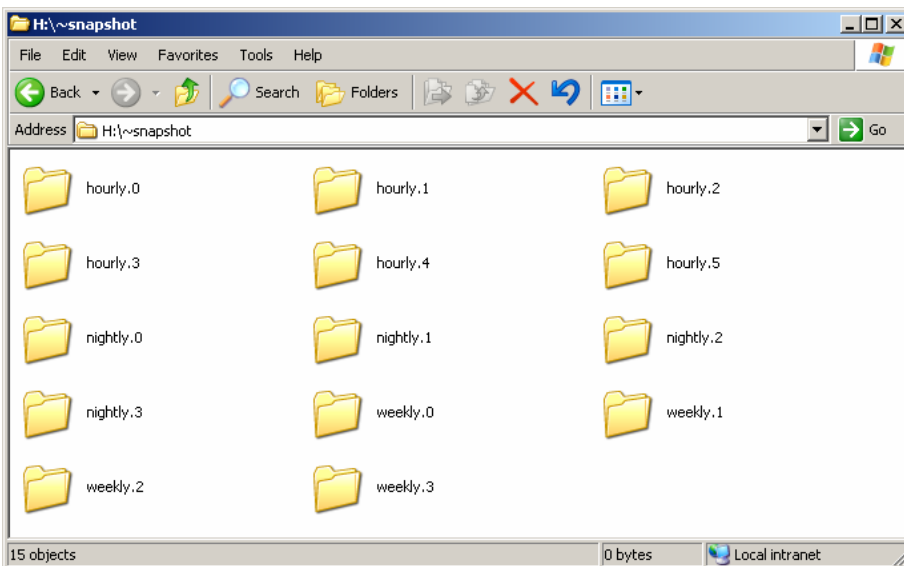 H:\~snapshot
File Edit View Favorites Tools Help
Back Search Folders
Address H:\~snapshot Go
hourly.0 hourly.1 hourly.2
hourly.3 hourly.4 hourly.5
nightly.0 nightly.1 nightly.2
nightly.3 weekly.0 weekly.1
weekly.2 weekly.3
15 objects 0 bytes Local intranet